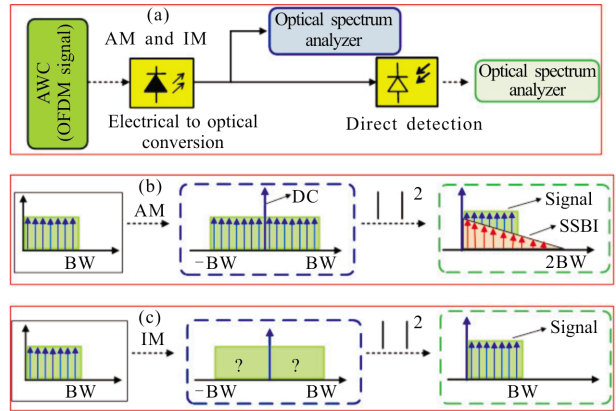 (a)
AM and IM
AWC
(OFDM signal)
Optical spectrum
analyzer
Electrical to optical
conversion
Direct detection
Optical spectrum
analyzer
(b)
AM
BW
DC
−BW
BW
| |²
Signal
SSBI
2BW
(c)
IM
BW
?
?
−BW
BW
| |²
Signal
BW